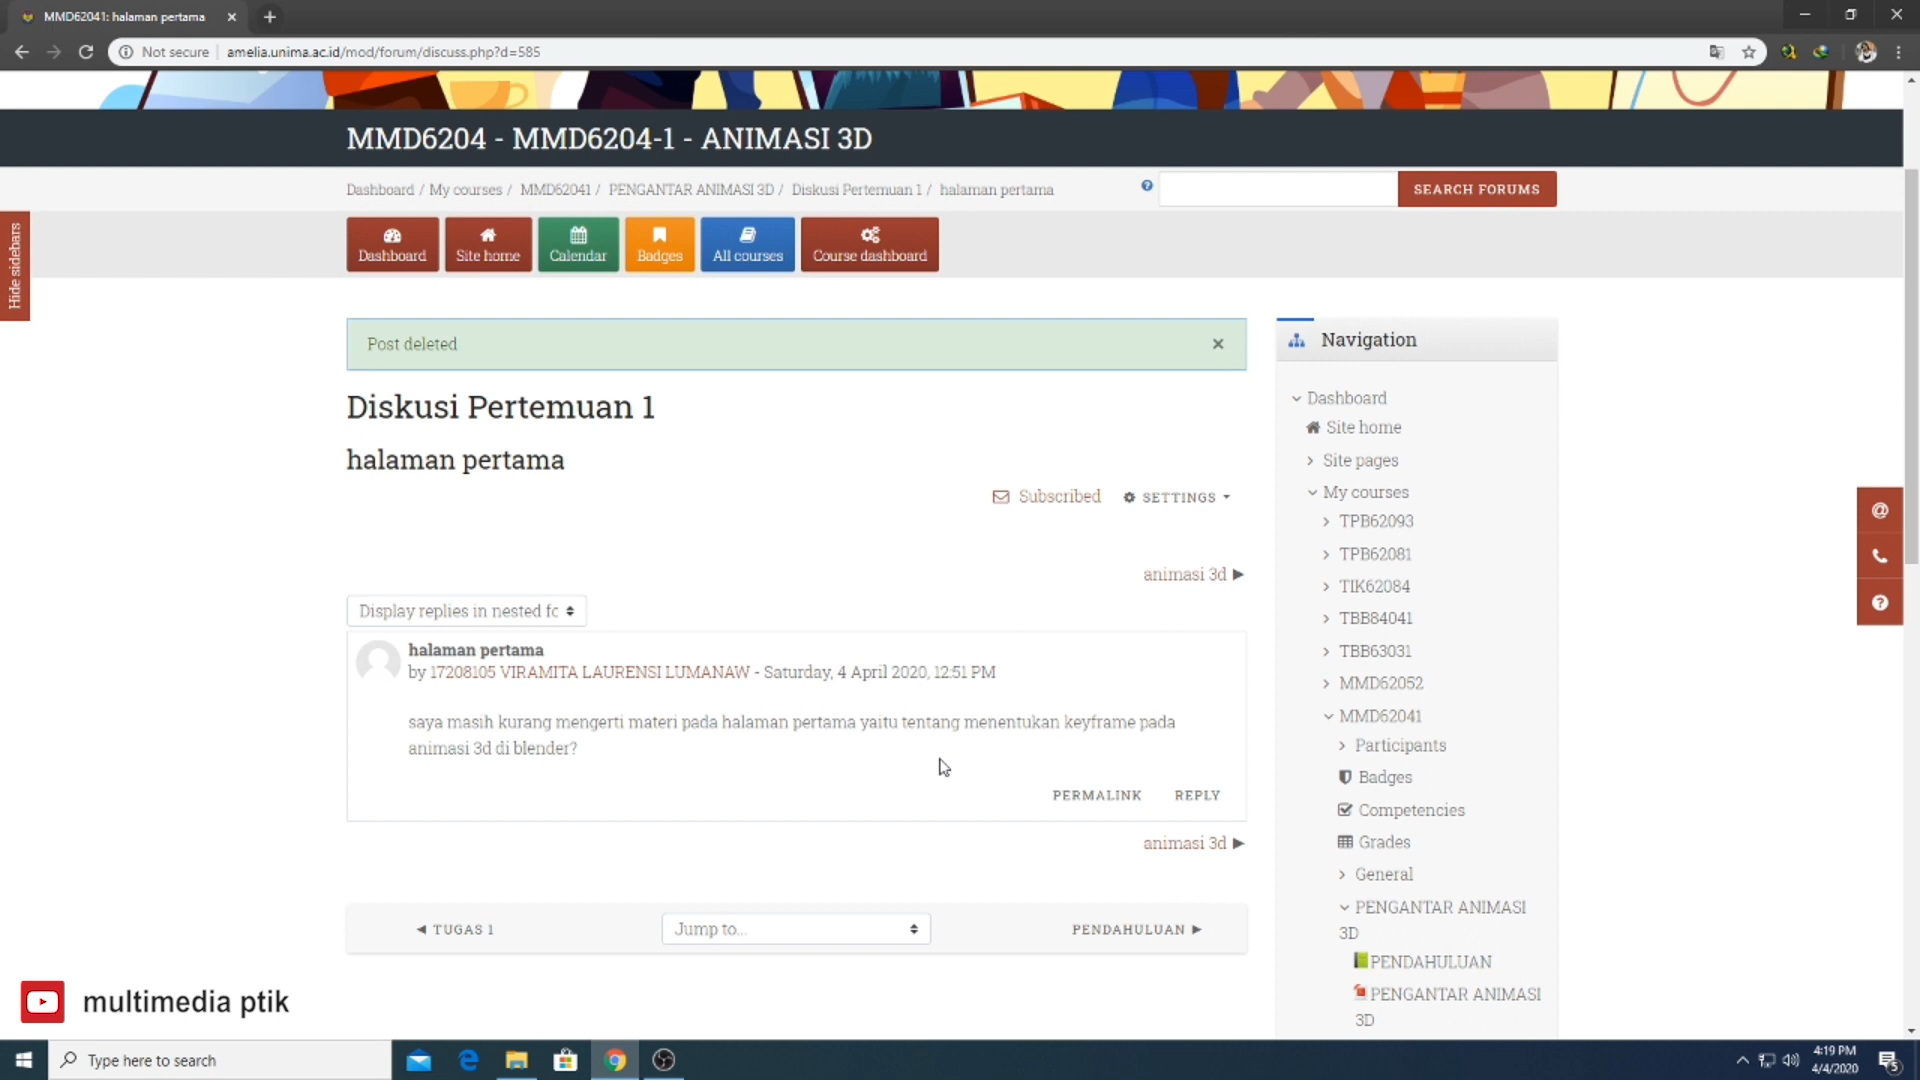 MMD62041: halaman pertama
Not secure | amelia.unima.ac.id/mod/forum/discuss.php?d=585
MMD6204 - MMD6204-1 - ANIMASI 3D
Dashboard / My courses / MMD62041 / PENGANTAR ANIMASI 3D / Diskusi Pertemuan 1 / halaman pertama
SEARCH FORUMS
Hide sidebars
Dashboard
Site home
Calendar
Badges
All courses
Course dashboard
Post deleted
Diskusi Pertemuan 1
halaman pertama
Subscribed
SETTINGS
animasi 3d ▶
Display replies in nested fc
halaman pertama
by 17208105 VIRAMITA LAURENSI LUMANAW - Saturday, 4 April 2020, 12:51 PM
saya masih kurang mengerti materi pada halaman pertama yaitu tentang menentukan keyframe pada
animasi 3d di blender?
PERMALINK
REPLY
animasi 3d ▶
◀ TUGAS 1
Jump to...
PENDAHULUAN ▶
Navigation
Dashboard
Site home
Site pages
My courses
TPB62093
TPB62081
TIK62084
TBB84041
TBB63031
MMD62052
MMD62041
Participants
Badges
Competencies
Grades
General
PENGANTAR ANIMASI
3D
PENDAHULUAN
PENGANTAR ANIMASI
3D
multimedia ptik
Type here to search
4:19 PM
4/4/2020
5